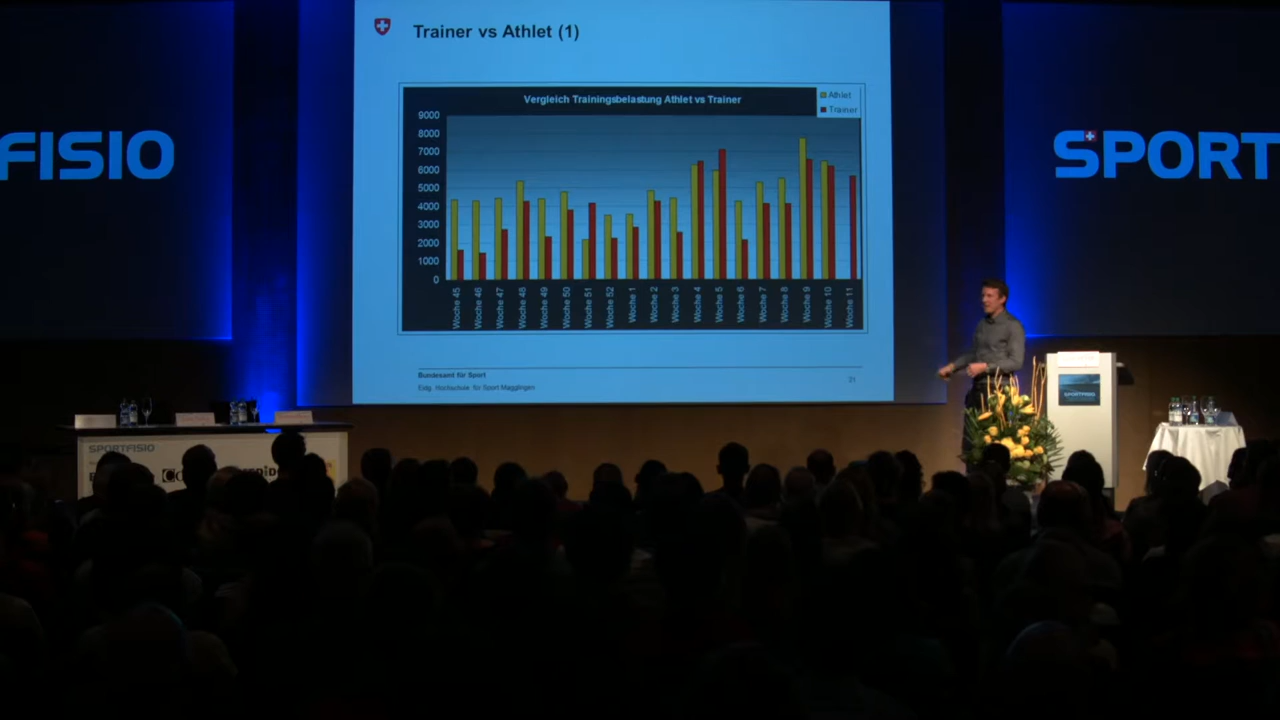 Trainer vs Athlet (1)
Vergleich Trainingsbelastung Athlet vs Trainer
Athlet
Trainer
9000
8000
7000
6000
5000
4000
3000
2000
1000
0
Woche 45
Woche 46
Woche 47
Woche 48
Woche 49
Woche 50
Woche 51
Woche 52
Woche 1
Woche 2
Woche 3
Woche 4
Woche 5
Woche 6
Woche 7
Woche 8
Woche 9
Woche 10
Woche 11
Bundesamt für Sport
Eidg. Hochschule für Sport Magglingen
21
FISIO
SPORT
SPORTFISIO
SPORTFISIO